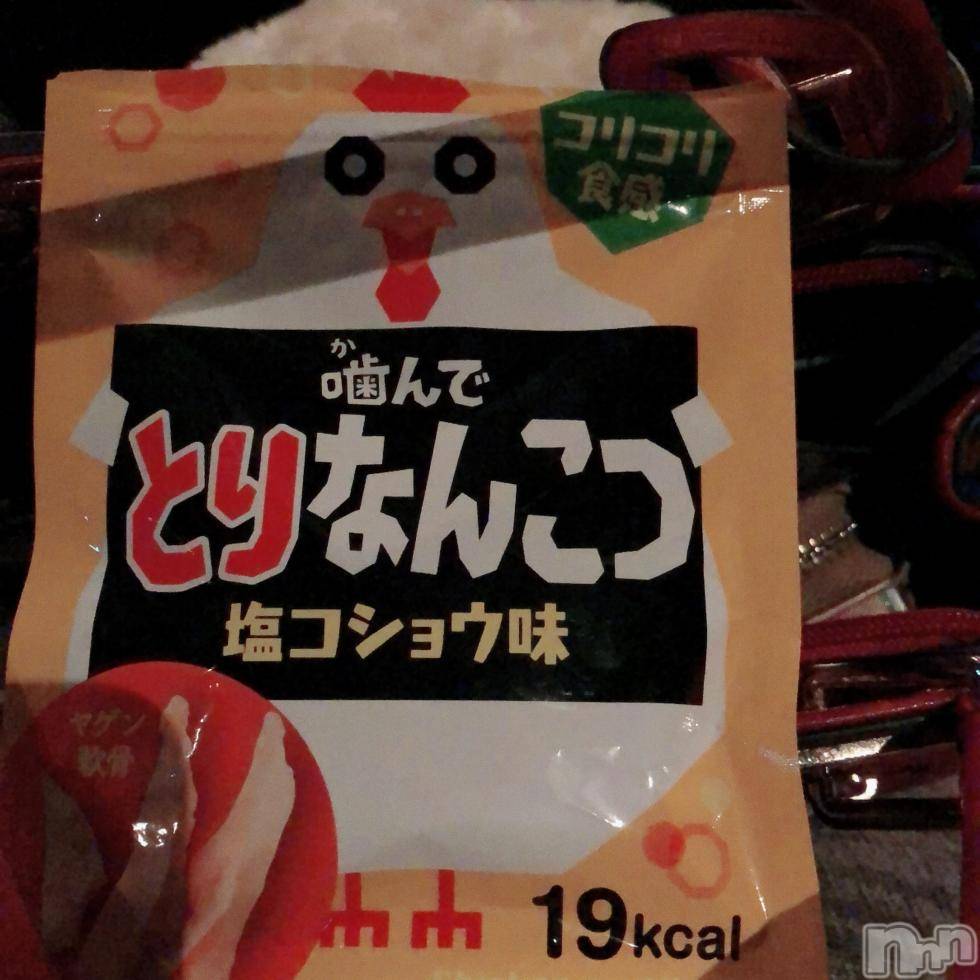 コリコリ
食感
か
噛んで
とりなんこつ
塩コショウ味
ヤゲン
軟骨
19kcal
nnn